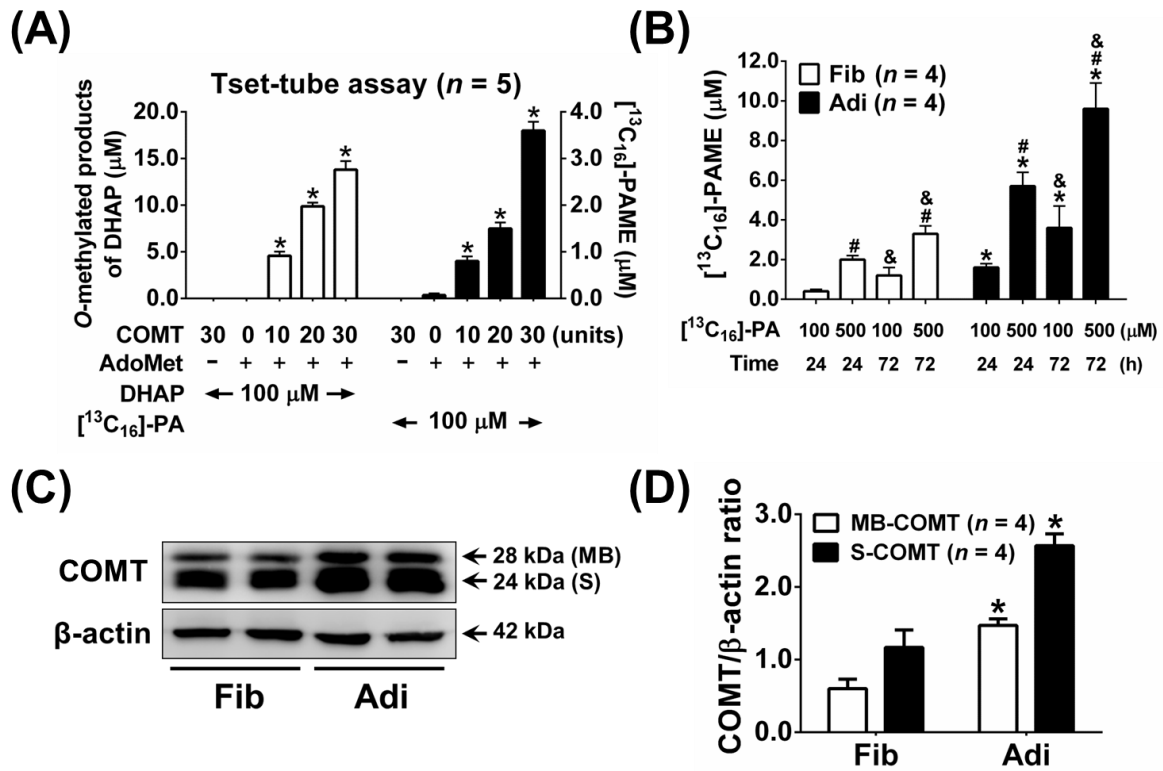 (A)
Tset-tube assay (n = 5)
O-methylated products
of DHAP (μM)
20.0
15.0
10.0
5.0
0.0
* * * * * *
4.0
3.0
2.0
1.0
0.0
[¹³C₁₆]-PAME
(μM)
COMT 30 0 10 20 30 30 0 10 20 30 (units)
AdoMet - + + + + - + + + +
DHAP ← 100 μM →
[¹³C₁₆]-PA ← 100 μM →
(B)
[¹³C₁₆]-PAME (μM)
12.0
10.0
8.0
6.0
4.0
2.0
0.0
Fib (n = 4)
Adi (n = 4)
# & & # * # * & * & # *
[¹³C₁₆]-PA 100 500 100 500 100 500 100 500 (μM)
Time 24 24 72 72 24 24 72 72 (h)
(C)
COMT
← 28 kDa (MB)
← 24 kDa (S)
β-actin
← 42 kDa
Fib Adi
(D)
COMT/β-actin ratio
3.0
2.0
1.0
0.0
MB-COMT (n = 4)
S-COMT (n = 4)
* *
Fib Adi